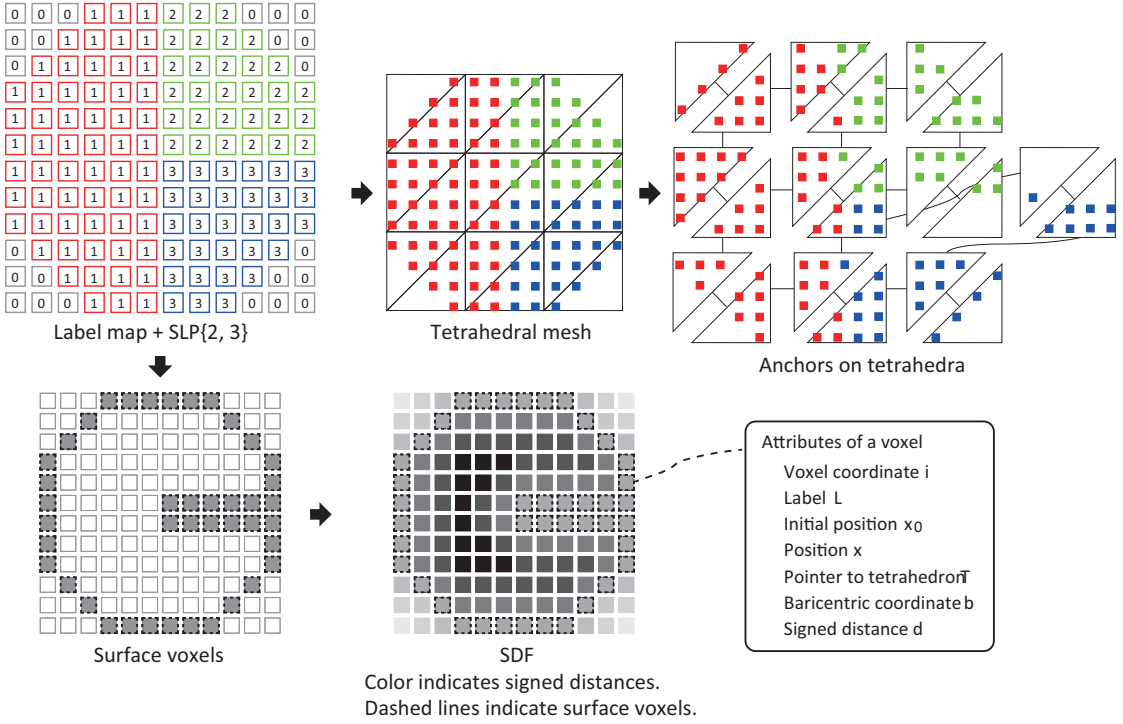 0 0 0 1 1 1 2 2 2 0 0 0
0 0 1 1 1 1 2 2 2 2 0 0
0 1 1 1 1 1 2 2 2 2 2 0
1 1 1 1 1 1 2 2 2 2 2 2
1 1 1 1 1 1 2 2 2 2 2 2
1 1 1 1 1 1 2 2 2 2 2 2
1 1 1 1 1 1 3 3 3 3 3 3
1 1 1 1 1 1 3 3 3 3 3 3
1 1 1 1 1 1 3 3 3 3 3 3
0 1 1 1 1 1 3 3 3 3 3 0
0 0 1 1 1 1 3 3 3 3 0 0
0 0 0 1 1 1 3 3 3 0 0 0
Label map + SLP{2, 3}
Tetrahedral mesh
Anchors on tetrahedra
Surface voxels
SDF
Color indicates signed distances.
Dashed lines indicate surface voxels.
Attributes of a voxel
Voxel coordinate i
Label L
Initial position x0
Position x
Pointer to tetrahedron T
Baricentric coordinate b
Signed distance d